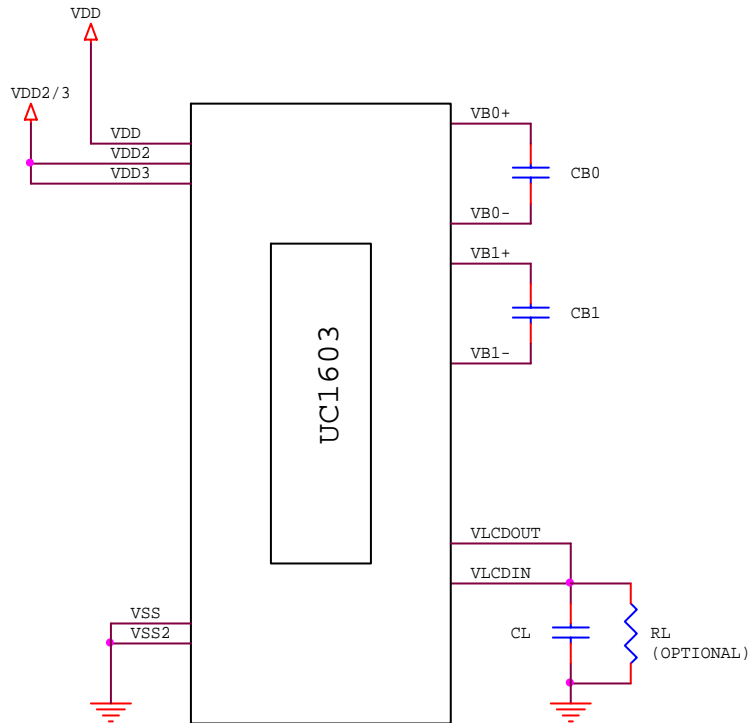 VDD
VDD2/3
VDD
VDD2
VDD3
VB0+
CB0
VB0-
VB1+
CB1
VB1-
UC1603
VLCDOUT
VLCDIN
VSS
VSS2
CL
RL
(OPTIONAL)